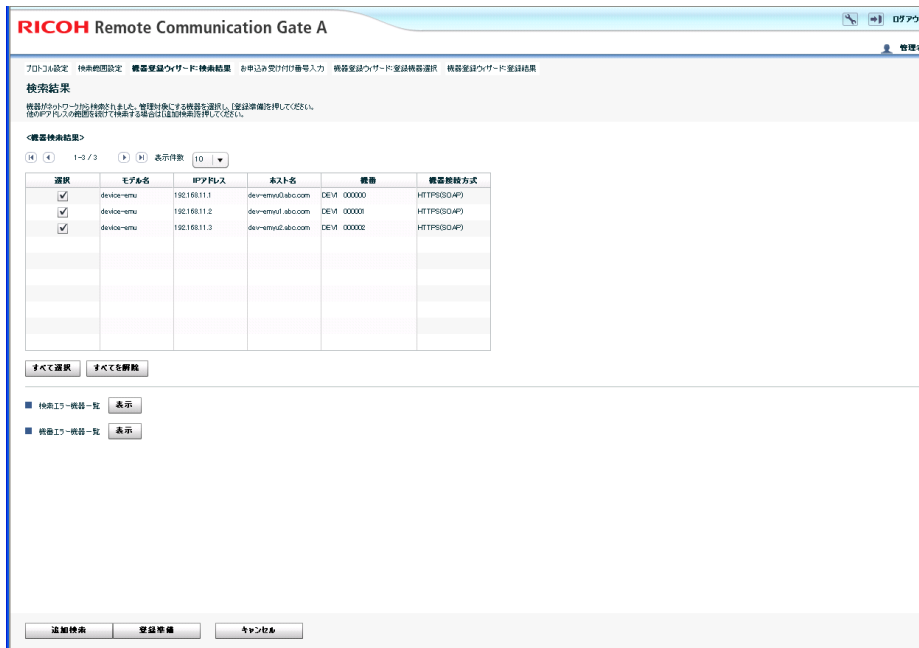 RICOH Remote Communication Gate A
ログアウ
管理
プロトコル設定 検索範囲設定 機器登録ウィザード:検索結果 お申込み受け付け番号入力 機器登録ウィザード:登録機器選択 機器登録ウィザード:登録結果
検索結果
機器がネットワークから検索されました。管理対象にする機器を選択し、[登録準備]を押してください。
他のIPアドレスの範囲を続けて検索する場合は[追加検索]を押してください。
<機器検索結果>
1-3 / 3 表示件数 10
選択 モデル名 IPアドレス ホスト名 機番 機器接続方式
device-emu 192.168.11.1 dev-emyu0.abc.com DEVI 000000 HTTPS(SOAP)
device-emu 192.168.11.2 dev-emyu1.abc.com DEVI 000001 HTTPS(SOAP)
device-emu 192.168.11.3 dev-emyu2.abc.com DEVI 000002 HTTPS(SOAP)
すべて選択 すべてを解除
検索エラー機器一覧 表示
機番エラー機器一覧 表示
追加検索 登録準備 キャンセル